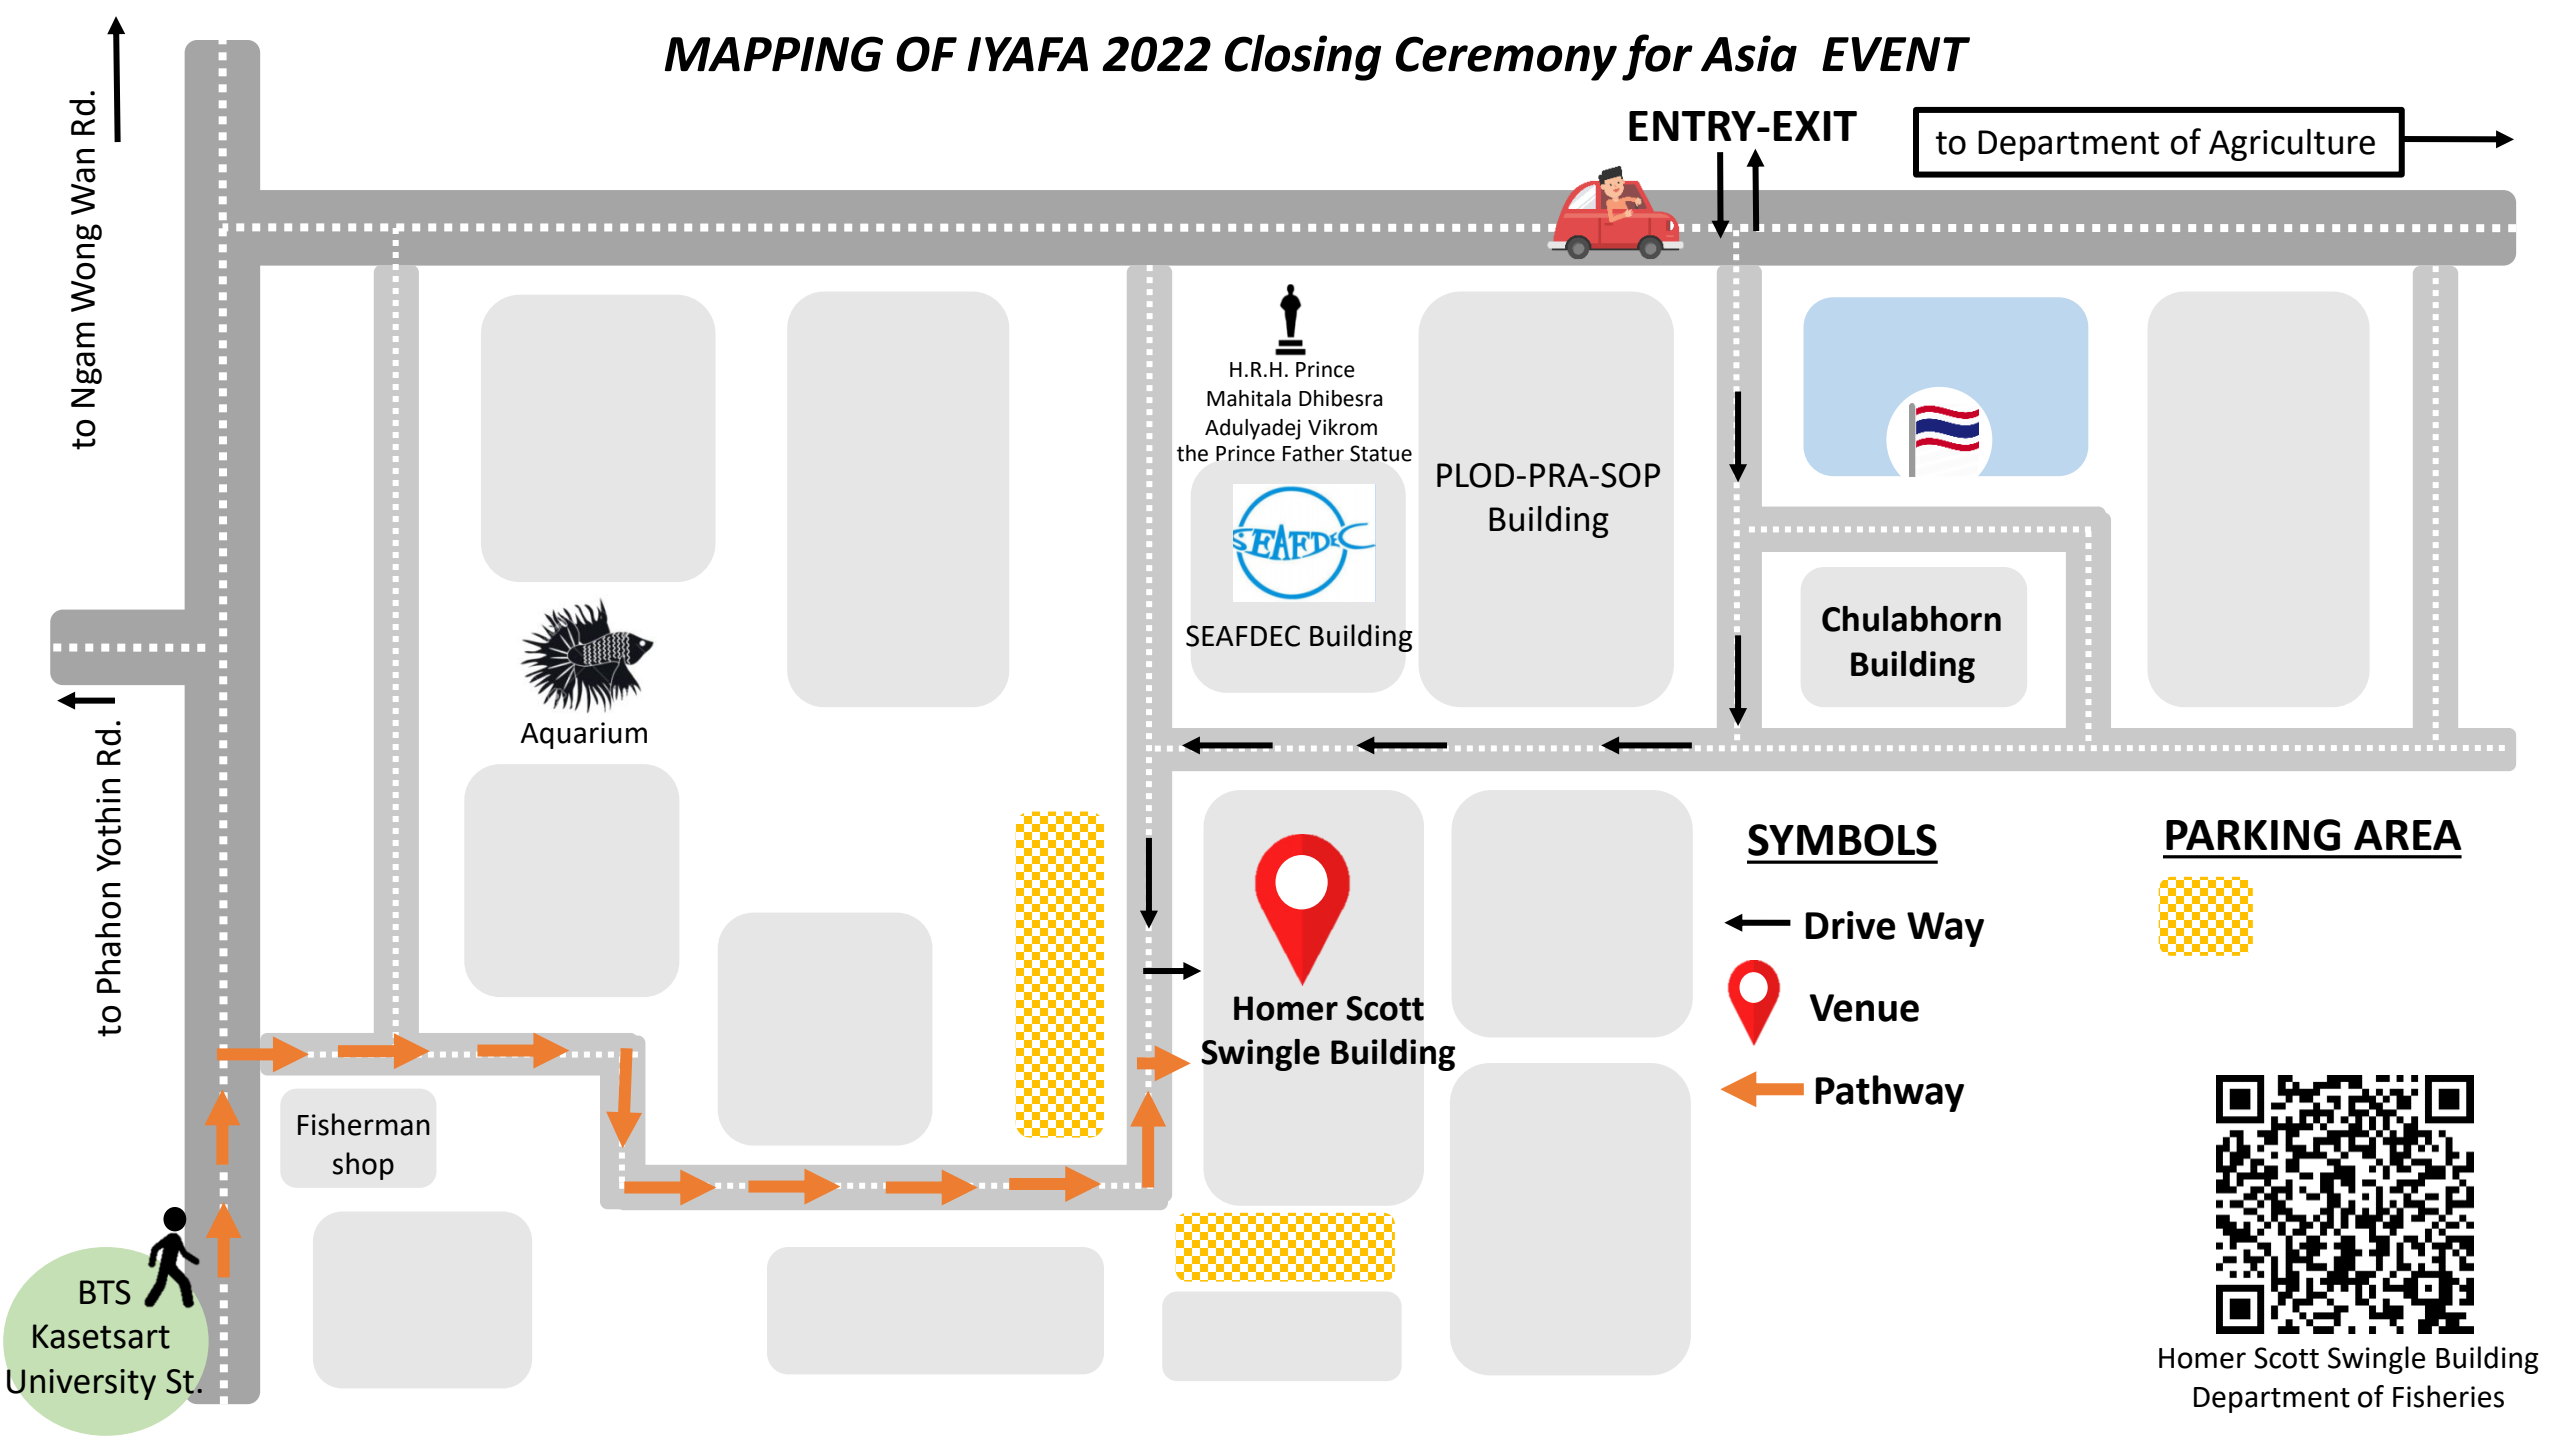 MAPPING OF IYAFA 2022 Closing Ceremony for Asia EVENT
to Ngam Wong Wan Rd.
ENTRY-EXIT
to Department of Agriculture
H.R.H. Prince
Mahitala Dhibesra
Adulyadej Vikrom
the Prince Father Statue
PLOD-PRA-SOP
Building
SEAFDEC
SEAFDEC Building
Chulabhorn
Building
Aquarium
to Phahon Yothin Rd.
Homer Scott
Swingle Building
SYMBOLS
Drive Way
Venue
Pathway
PARKING AREA
Fisherman
shop
BTS
Kasetsart
University St.
Homer Scott Swingle Building
Department of Fisheries